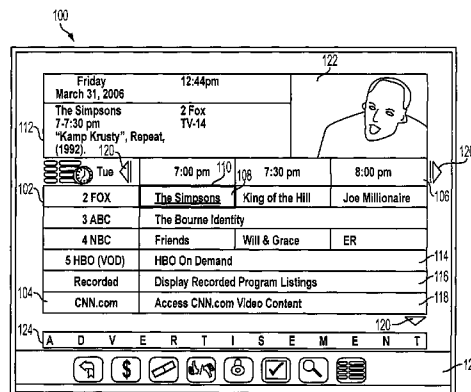 100
122
Friday 12:44pm
March 31, 2006
The Simpsons 2 Fox
7-7:30 pm TV-14
"Kamp Krusty", Repeat,
(1992).
112
120
110
Tue 7:00 pm 7:30 pm 8:00 pm
108
106
102
2 FOX The Simpsons King of the Hill Joe Millionaire
3 ABC The Bourne Identity
4 NBC Friends Will & Grace ER
5 HBO (VOD) HBO On Demand
114
Recorded Display Recorded Program Listings
116
104
CNN.com Access CNN.com Video Content
118
120
124
A D V E R T I S E M E N T
$